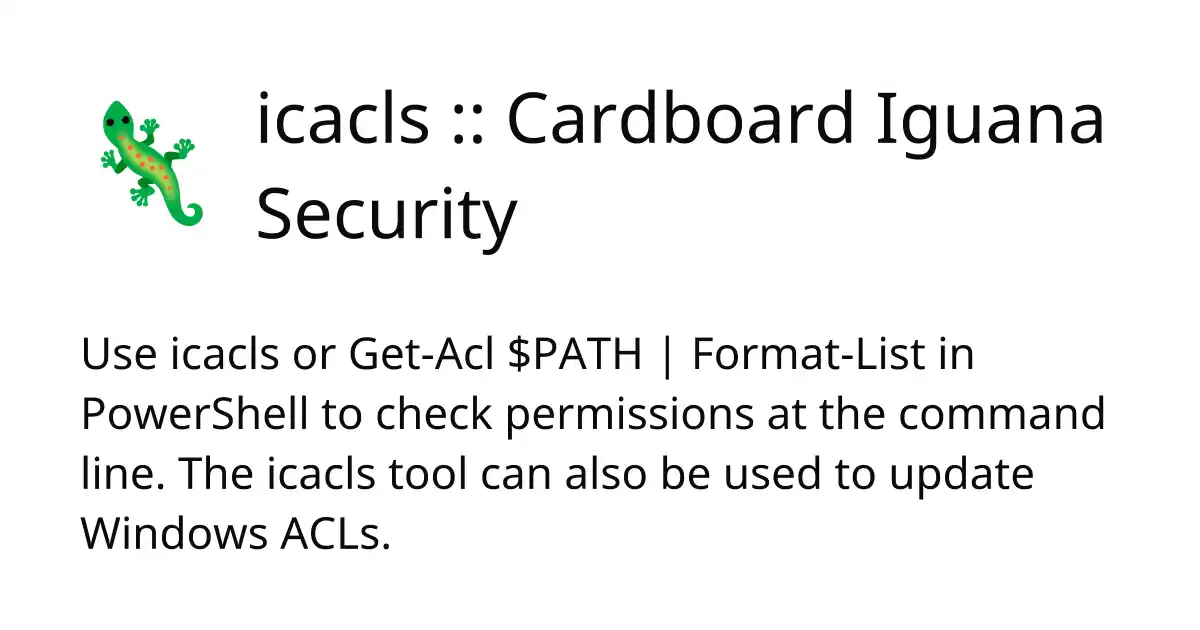 icacls :: Cardboard Iguana
Security
Use icacls or Get-Acl $PATH | Format-List in
PowerShell to check permissions at the command
line. The icacls tool can also be used to update
Windows ACLs.